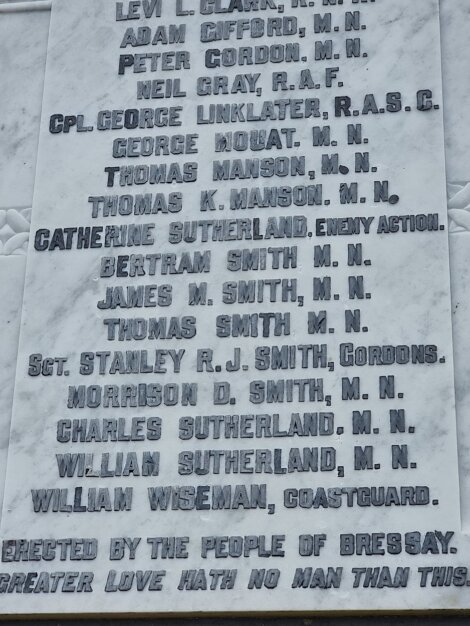 LEVI L. CLARK, R. N. R.
ADAM GIFFORD, M. N.
PETER GORDON. M. N.
NEIL GRAY, R.A.F.
CPL. GEORGE LINKLATER, R.A.S.C.
GEORGE MOUAT. M. N.
THOMAS MANSON, M. N.
THOMAS K. MANSON. M. N.
CATHERINE SUTHERLAND, ENEMY ACTION.
BERTRAM SMITH M. N.
JAMES M. SMITH, M. N.
THOMAS SMITH M. N.
SGT. STANLEY R. J. SMITH, GORDONS.
MORRISON D. SMITH, M. N.
CHARLES SUTHERLAND. M. N.
WILLIAM SUTHERLAND, M. N.
WILLIAM WISEMAN, COASTGUARD.
ERECTED BY THE PEOPLE OF BRESSAY.
GREATER LOVE HATH NO MAN THAN THIS.